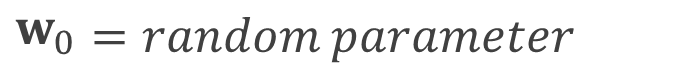 w₀ = random parameter